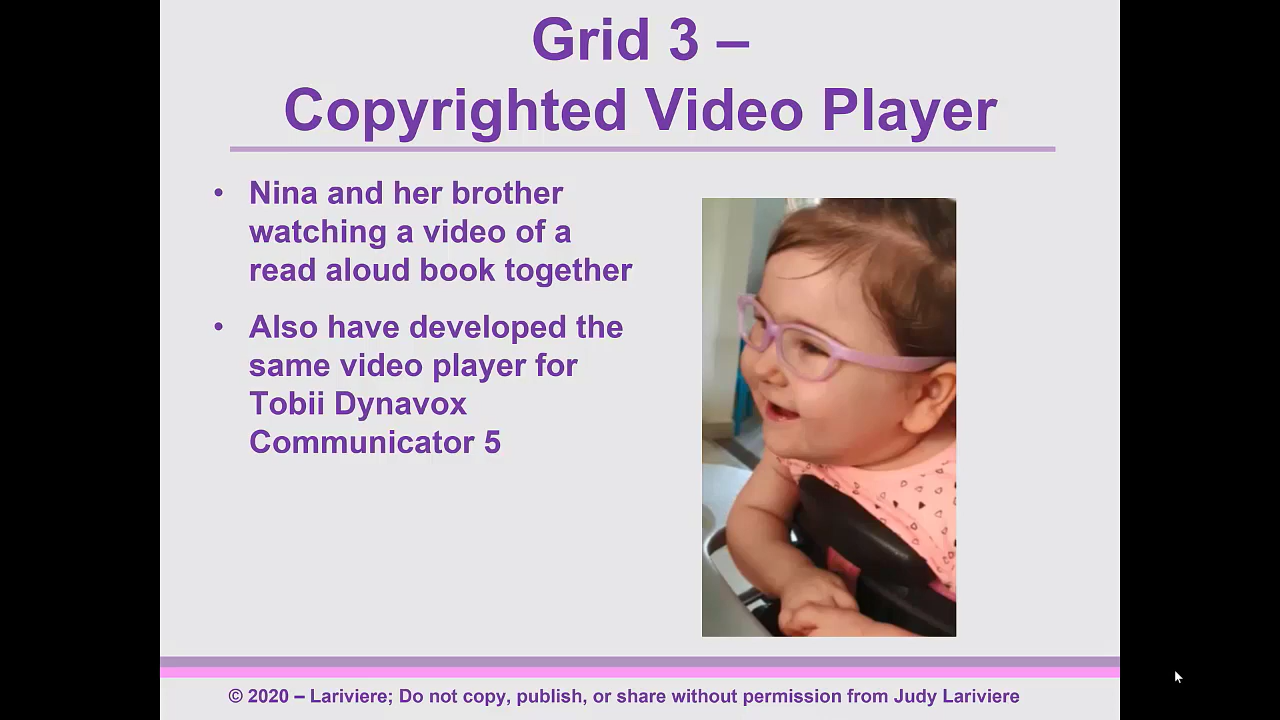 Grid 3 –
Copyrighted Video Player
• Nina and her brother
watching a video of a
read aloud book together
• Also have developed the
same video player for
Tobii Dynavox
Communicator 5
© 2020 – Lariviere; Do not copy, publish, or share without permission from Judy Lariviere